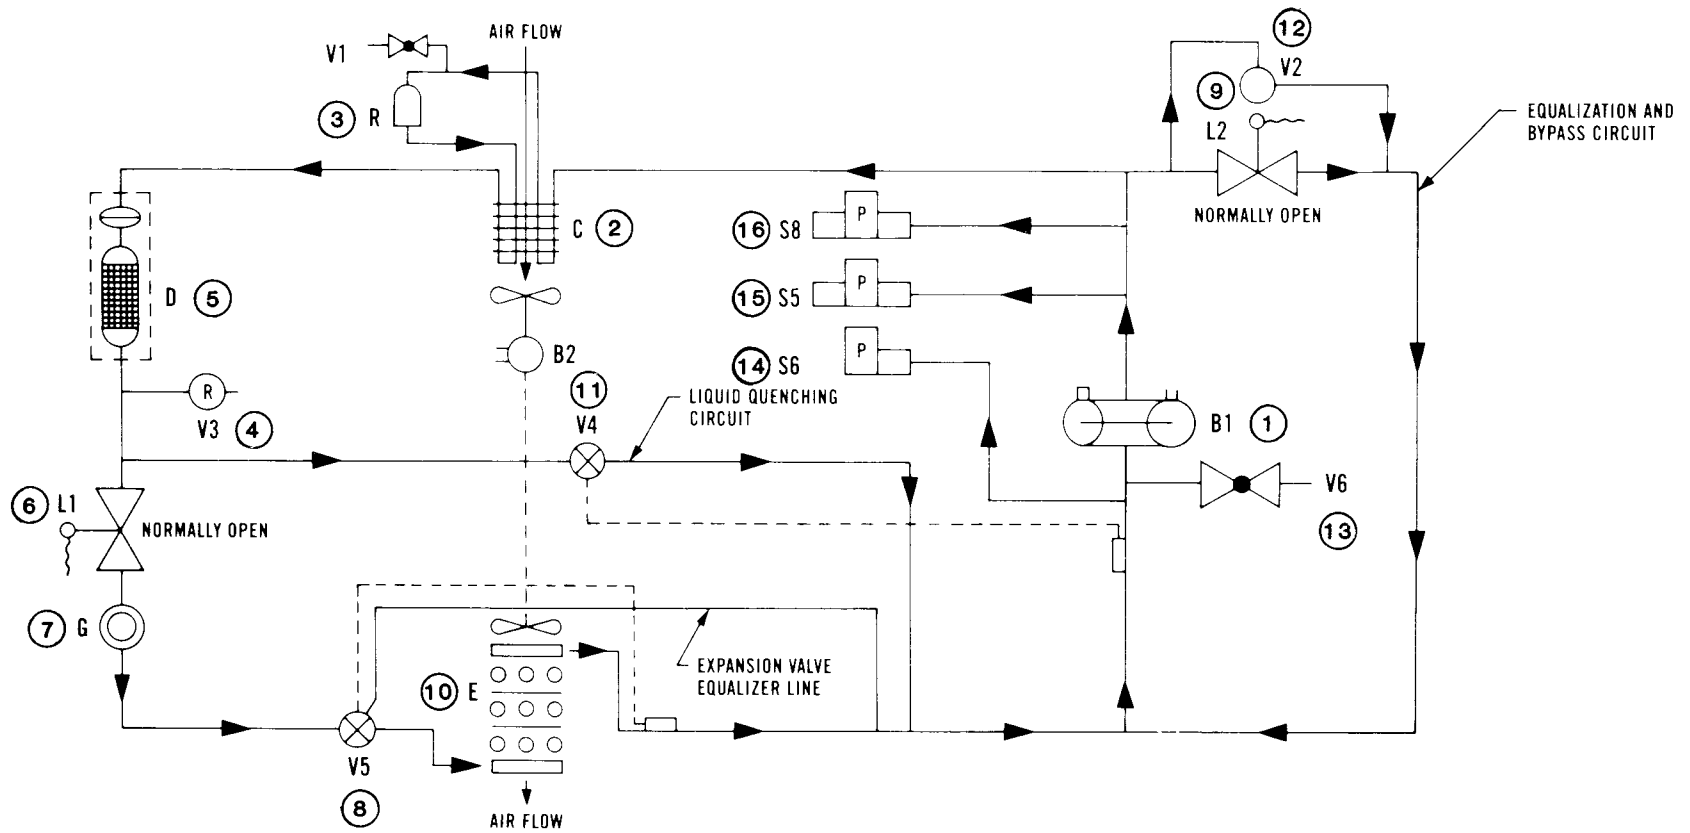 AIR FLOW
V1
3 R
12
V2
9
L2
EQUALIZATION AND
BYPASS CIRCUIT
NORMALLY OPEN
C 2
P
16 S8
P
15 S5
P
14 S6
D 5
B2
11
V4
LIQUID QUENCHING
CIRCUIT
R
V3 4
B1 1
V6
13
6 L1
NORMALLY OPEN
7 G
10 E
EXPANSION VALVE
EQUALIZER LINE
V5
8
AIR FLOW